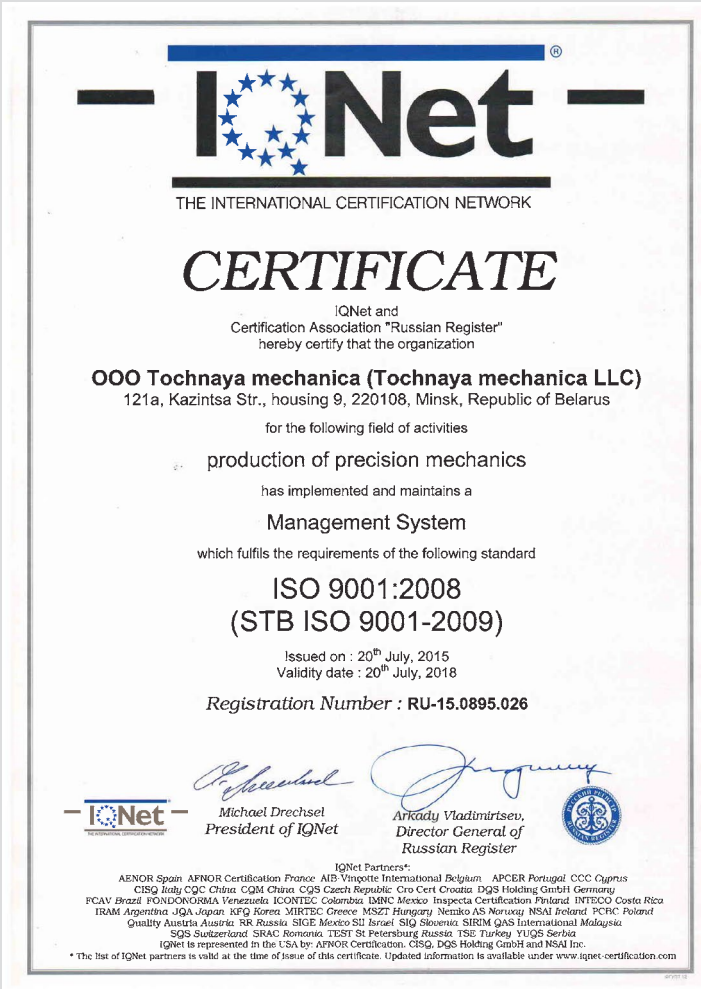 IQNet ®
THE INTERNATIONAL CERTIFICATION NETWORK
CERTIFICATE
IQNet and
Certification Association "Russian Register"
hereby certify that the organization
OOO Tochnaya mechanica (Tochnaya mechanica LLC)
121a, Kazintsa Str., housing 9, 220108, Minsk, Republic of Belarus
for the following field of activities
production of precision mechanics
has implemented and maintains a
Management System
which fulfils the requirements of the following standard
ISO 9001:2008
(STB ISO 9001-2009)
Issued on : 20th July, 2015
Validity date : 20th July, 2018
Registration Number : RU-15.0895.026
IQNet
THE INTERNATIONAL CERTIFICATION NETWORK
Michael Drechsel
President of IQNet
Arkady Vladimirtsev,
Director General of
Russian Register
РУССКИЙ РЕГИСТР
RUSSIAN REGISTER
IQNet Partners*:
AENOR Spain AFNOR Certification France AIB-Vinçotte International Belgium APCER Portugal CCC Cyprus
CISQ Italy CQC China CQM China CQS Czech Republic Cro Cert Croatia DQS Holding GmbH Germany
FCAV Brazil FONDONORMA Venezuela ICONTEC Colombia IMNC Mexico Inspecta Certification Finland INTECO Costa Rica
IRAM Argentina JQA Japan KFQ Korea MIRTEC Greece MSZT Hungary Nemko AS Norway NSAI Ireland PCBC Poland
Quality Austria Austria RR Russia SIGE Mexico SII Israel SIQ Slovenia SIRIM QAS International Malaysia
SQS Switzerland SRAC Romania TEST St Petersburg Russia TSE Turkey YUQS Serbia
IQNet is represented in the USA by: AFNOR Certification, CISQ, DQS Holding GmbH and NSAI Inc.
* The list of IQNet partners is valid at the time of issue of this certificate. Updated information is available under www.iqnet-certification.com